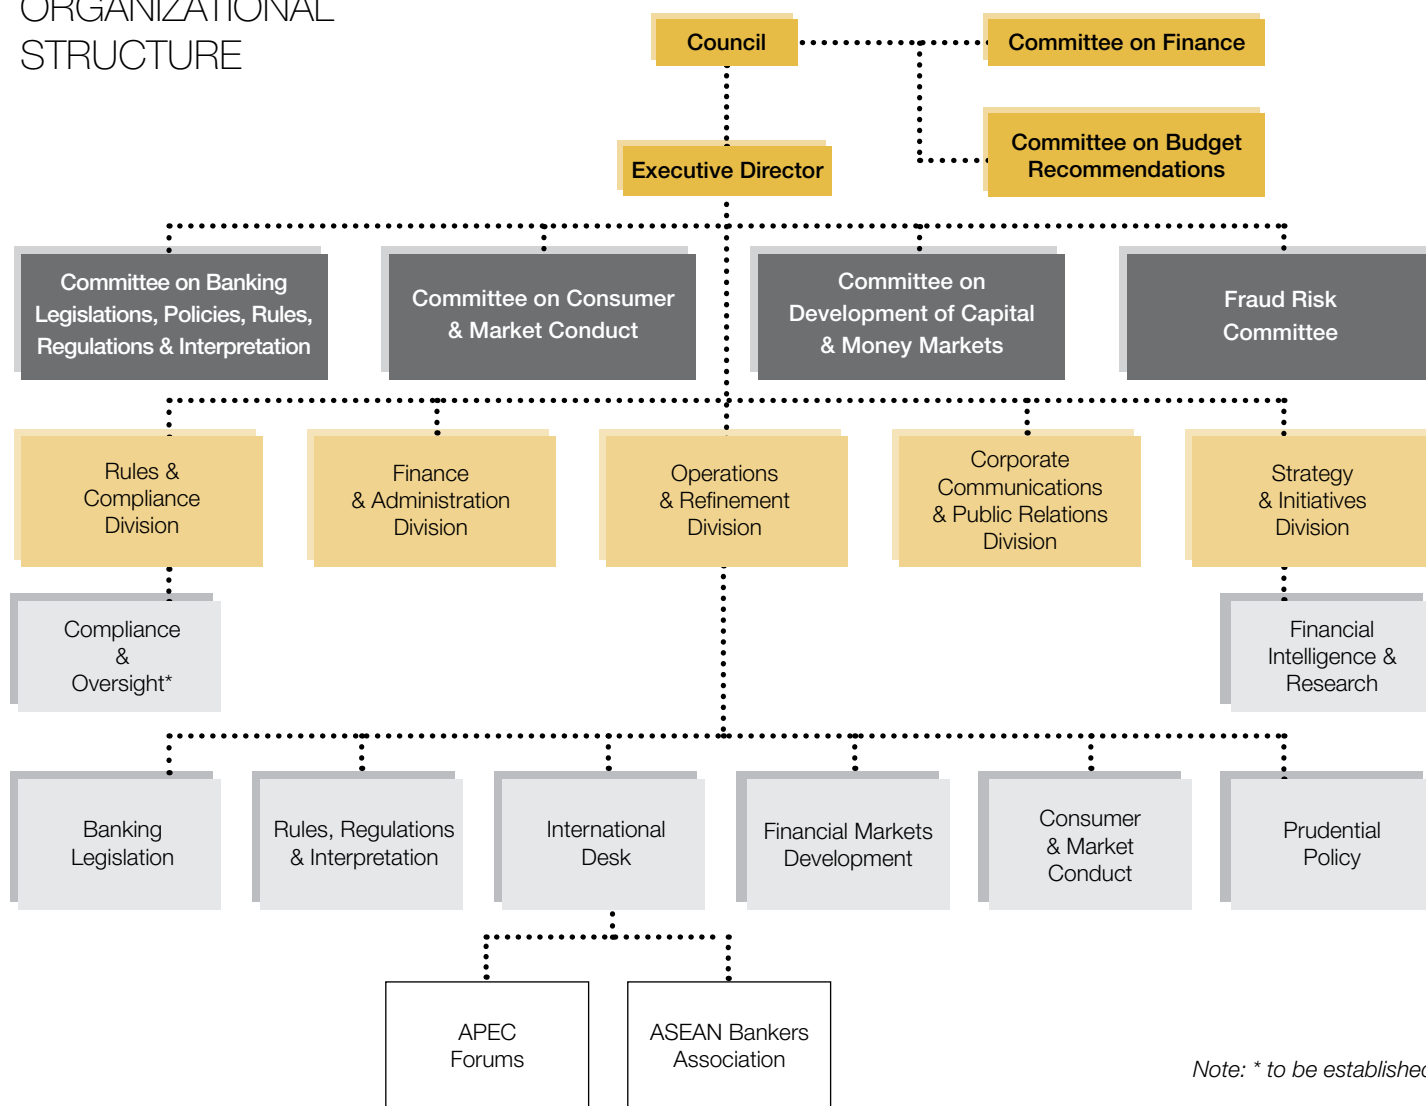 ORGANIZATIONAL
STRUCTURE
Council
Committee on Finance
Committee on Budget
Recommendations
Executive Director
Committee on Banking
Legislations, Policies, Rules,
Regulations & Interpretation
Committee on Consumer
& Market Conduct
Committee on
Development of Capital
& Money Markets
Fraud Risk
Committee
Rules &
Compliance
Division
Finance
& Administration
Division
Operations
& Refinement
Division
Corporate
Communications
& Public Relations
Division
Strategy
& Initiatives
Division
Compliance
&
Oversight*
Financial
Intelligence &
Research
Banking
Legislation
Rules, Regulations
& Interpretation
International
Desk
Financial Markets
Development
Consumer
& Market
Conduct
Prudential
Policy
APEC
Forums
ASEAN Bankers
Association
Note: * to be established